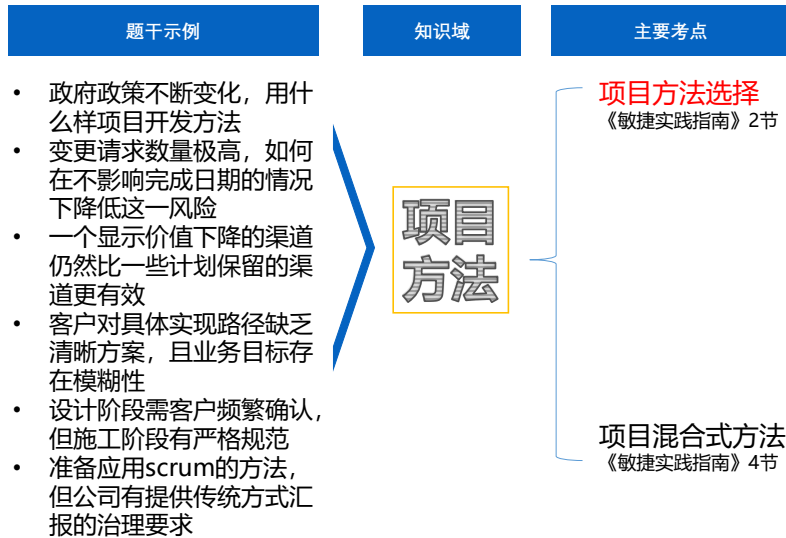 题干示例
知识域
主要考点
• 政府政策不断变化，用什
么样项目开发方法
• 变更请求数量极高，如何
在不影响完成日期的情况
下降低这一风险
• 一个显示价值下降的渠道
仍然比一些计划保留的渠
道更有效
• 客户对具体实现路径缺乏
清晰方案，且业务目标存
在模糊性
• 设计阶段需客户频繁确认，
但施工阶段有严格规范
• 准备应用scrum的方法，
但公司有提供传统方式汇
报的治理要求
项目
方法
项目方法选择
《敏捷实践指南》2节
项目混合式方法
《敏捷实践指南》4节